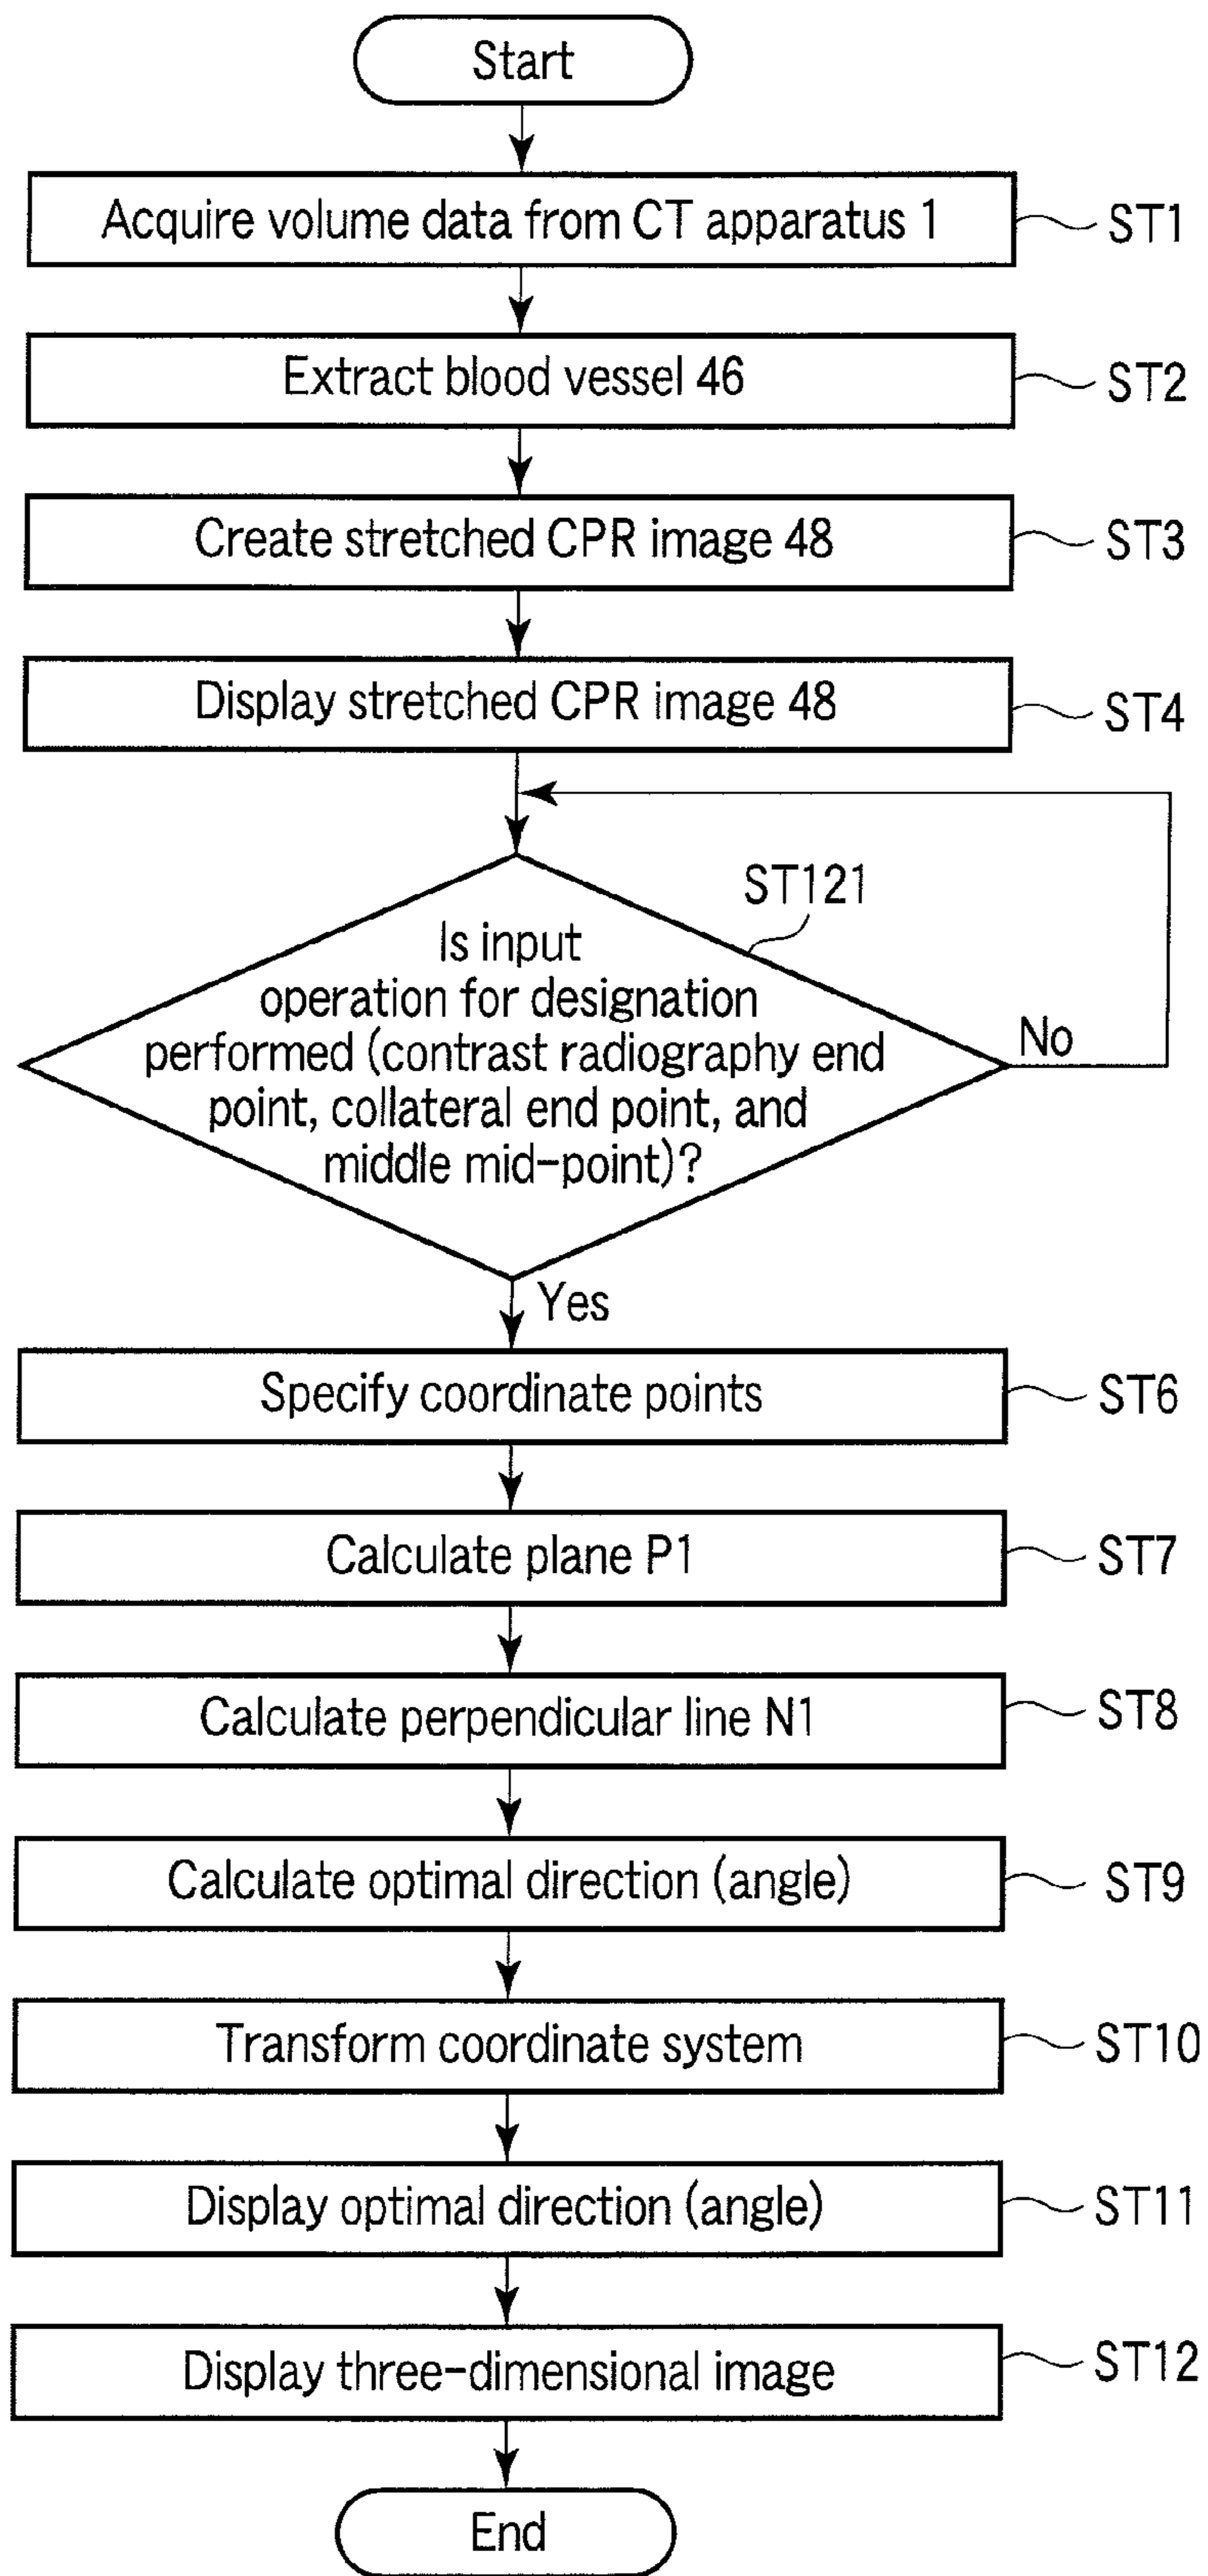 Start
Acquire volume data from CT apparatus 1
ST1
Extract blood vessel 46
ST2
Create stretched CPR image 48
ST3
Display stretched CPR image 48
ST4
ST121
Is input
operation for designation
performed (contrast radiography end
point, collateral end point, and
middle mid-point)?
No
Yes
Specify coordinate points
ST6
Calculate plane P1
ST7
Calculate perpendicular line N1
ST8
Calculate optimal direction (angle)
ST9
Transform coordinate system
ST10
Display optimal direction (angle)
ST11
Display three-dimensional image
ST12
End